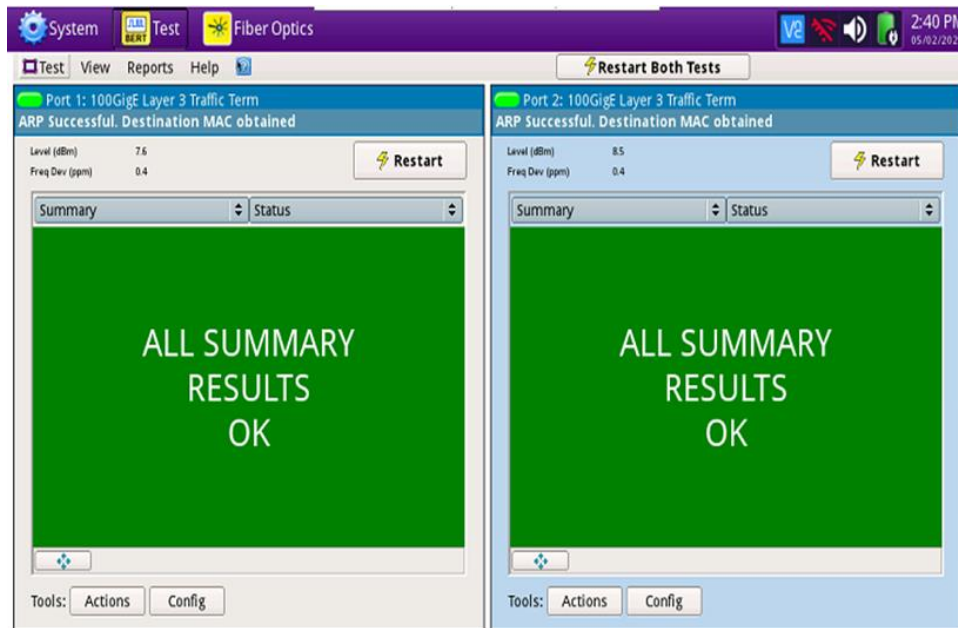 System Test Fiber Optics 2:40 PM
05/02/202
Test View Reports Help Restart Both Tests
Port 1: 100GigE Layer 3 Traffic Term
ARP Successful. Destination MAC obtained
Level (dBm) 7.6
Freq Dev (ppm) 0.4
Restart
Summary Status
ALL SUMMARY
RESULTS
OK
Tools: Actions Config
Port 2: 100GigE Layer 3 Traffic Term
ARP Successful. Destination MAC obtained
Level (dBm) 8.5
Freq Dev (ppm) 0.4
Restart
Summary Status
ALL SUMMARY
RESULTS
OK
Tools: Actions Config